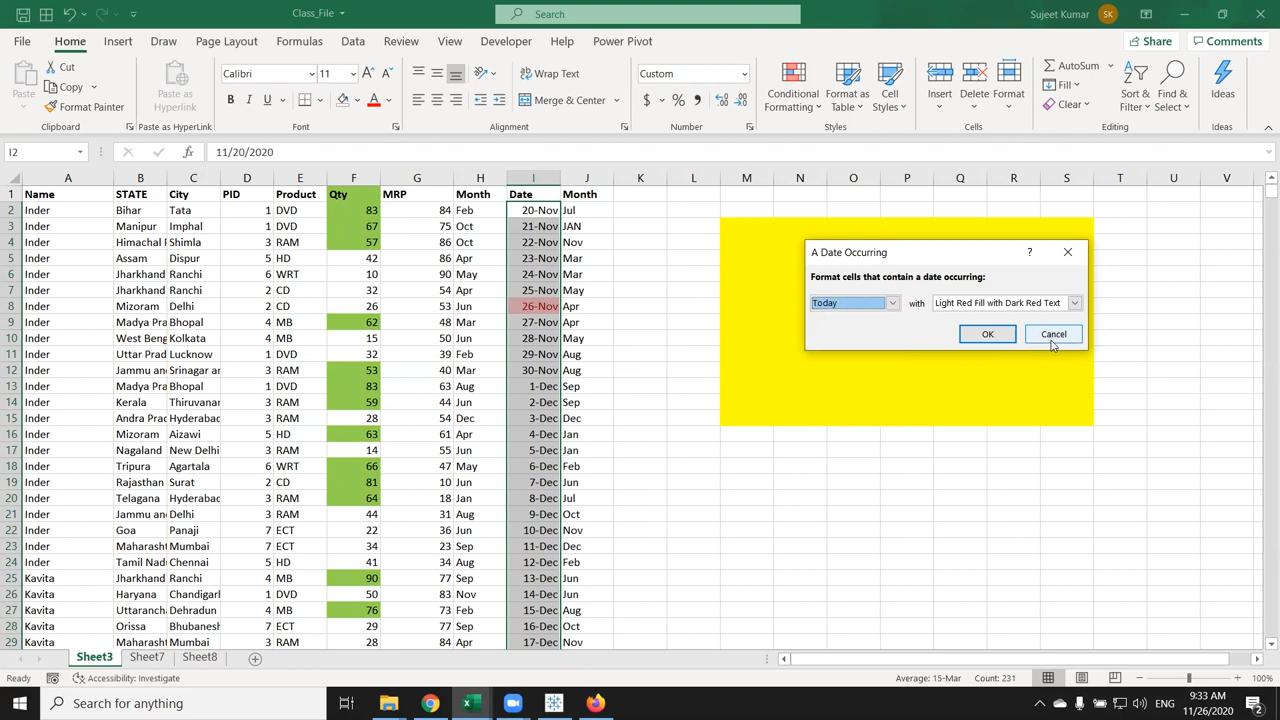 Class_File
Search
Sujeet Kumar
SK
File Home Insert Draw Page Layout Formulas Data Review View Developer Help Power Pivot
Share
Comments
Paste
Cut
Copy
Format Painter
Clipboard
Paste as Hyperlink
Paste as HyperLink
Calibri 11
B I U
Font
Wrap Text
Merge & Center
Alignment
Custom
$ % ,
Number
Conditional Formatting
Format as Table
Cell Styles
Styles
Insert Delete Format
Cells
AutoSum
Fill
Clear
Sort & Filter
Find & Select
Editing
Ideas
Ideas
I2 fx 11/20/2020
A B C D E F G H I J K L M N O P Q R S T U V
1 Name STATE City PID Product Qty MRP Month Date Month
2 Inder Bihar Tata 1 DVD 83 84 Feb 20-Nov Jul
3 Inder Manipur Imphal 1 DVD 67 75 Oct 21-Nov JAN
4 Inder Himachal P Shimla 3 RAM 57 86 Oct 22-Nov Nov
5 Inder Assam Dispur 5 HD 42 86 Apr 23-Nov Mar
6 Inder Jharkhand Ranchi 6 WRT 10 90 May 24-Nov Mar
7 Inder Jharkhand Ranchi 2 CD 32 54 Apr 25-Nov May
8 Inder Mizoram Delhi 2 CD 26 53 Jun 26-Nov Apr
9 Inder Madya Pra Bhopal 4 MB 62 48 Mar 27-Nov Apr
10 Inder West Beng Kolkata 4 MB 15 50 Jun 28-Nov May
11 Inder Uttar Prad Lucknow 1 DVD 32 39 Feb 29-Nov Aug
12 Inder Jammu an Srinagar an 3 RAM 53 40 Mar 30-Nov Aug
13 Inder Madya Pra Bhopal 1 DVD 83 63 Aug 1-Dec Sep
14 Inder Kerala Thiruvanar 3 RAM 59 44 Jun 2-Dec Sep
15 Inder Andra Prad Hyderabad 3 RAM 28 54 Dec 3-Dec Dec
16 Inder Mizoram Aizawi 5 HD 63 61 Apr 4-Dec Jan
17 Inder Nagaland New Delhi 3 RAM 14 55 Jun 5-Dec Jan
18 Inder Tripura Agartala 6 WRT 66 47 May 6-Dec Feb
19 Inder Rajasthan Surat 2 CD 81 10 Jun 7-Dec Jun
20 Inder Telagana Hyderabad 3 RAM 64 18 Jan 8-Dec Jul
21 Inder Jammu an Dispur 3 RAM 44 31 Aug 9-Dec Oct
22 Inder Goa Panaji 7 ECT 22 36 Jun 10-Dec Nov
23 Inder Maharasht Mumbai 7 ECT 34 23 Sep 11-Dec Dec
24 Inder Tamil Nad Chennai 5 HD 41 34 Aug 12-Dec Feb
25 Kavita Jharkhand Ranchi 4 MB 90 77 Sep 13-Dec Jun
26 Kavita Haryana Chandigarh 1 DVD 50 83 Nov 14-Dec Jun
27 Kavita Uttaranch Dehradun 4 MB 76 73 Feb 15-Dec Aug
28 Kavita Orissa Bhubanesw 7 ECT 29 77 Sep 16-Dec Oct
29 Kavita Maharasht Mumbai 3 RAM 28 84 Apr 17-Dec Nov
A Date Occurring ?
Format cells that contain a date occurring:
Today with Light Red Fill with Dark Red Text
OK Cancel
Sheet3 Sheet7 Sheet8
Ready Accessibility: Investigate Average: 15-Mar Count: 231 100%
Type here to search
ENG
9:33 AM
11/26/2020
2